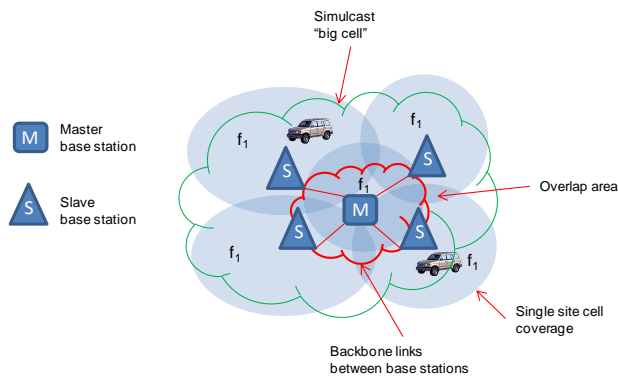 Simulcast
“big cell”
f1
f1
M
Master
base station
S
S
f1
Overlap area
S
Slave
base station
M
S
S
f1
f1
Single site cell
coverage
Backbone links
between base stations